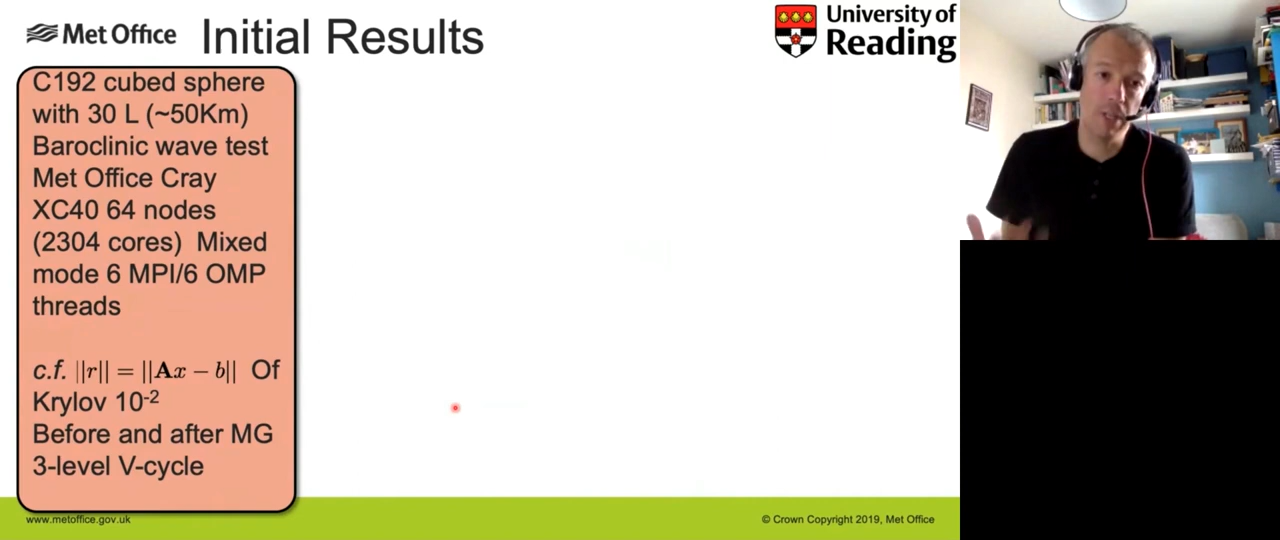 Met Office
Initial Results
University of
Reading
C192 cubed sphere
with 30 L (~50Km)
Baroclinic wave test
Met Office Cray
XC40 64 nodes
(2304 cores) Mixed
mode 6 MPI/6 OMP
threads
c.f. ||r|| = ||Ax − b|| Of
Krylov 10⁻²
Before and after MG
3-level V-cycle
www.metoffice.gov.uk
© Crown Copyright 2019, Met Office